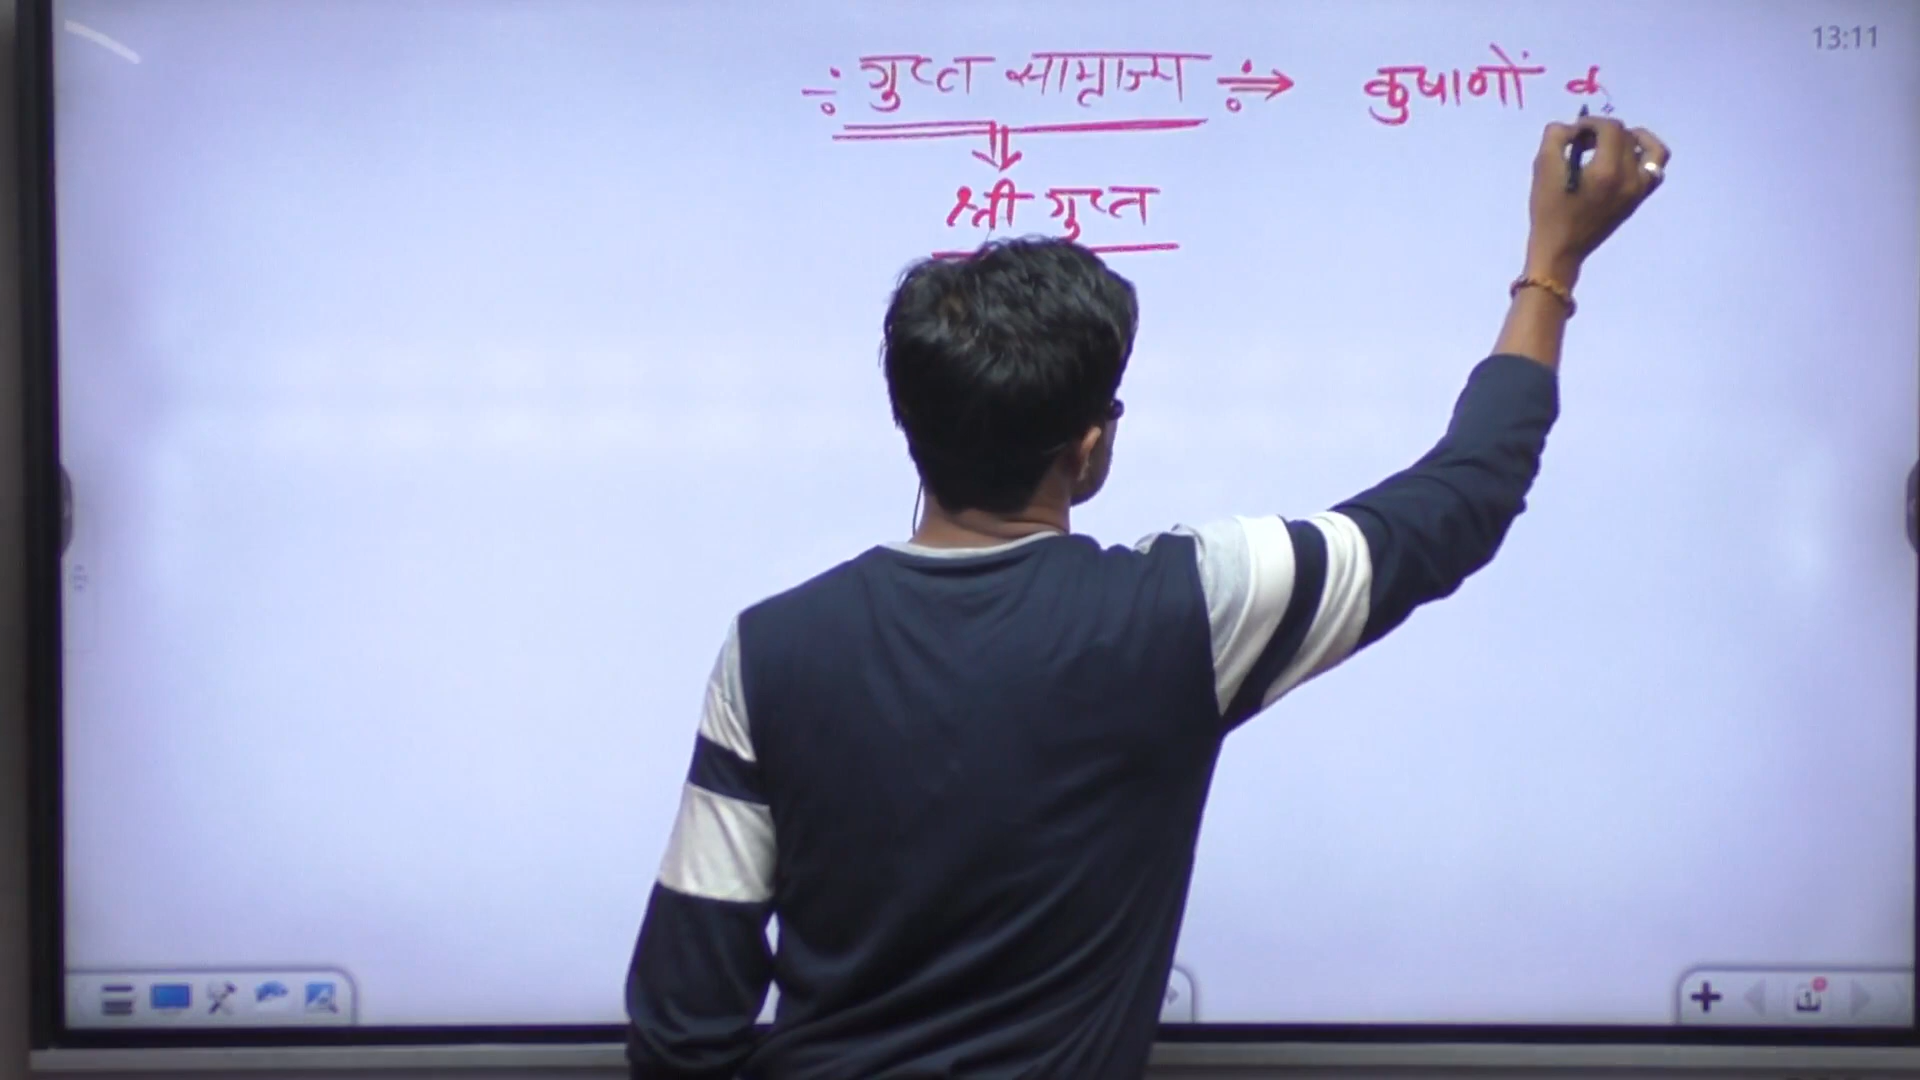 13:11
÷ गुप्त साम्राज्य ÷⇒ कुषाणों
श्री गुप्त